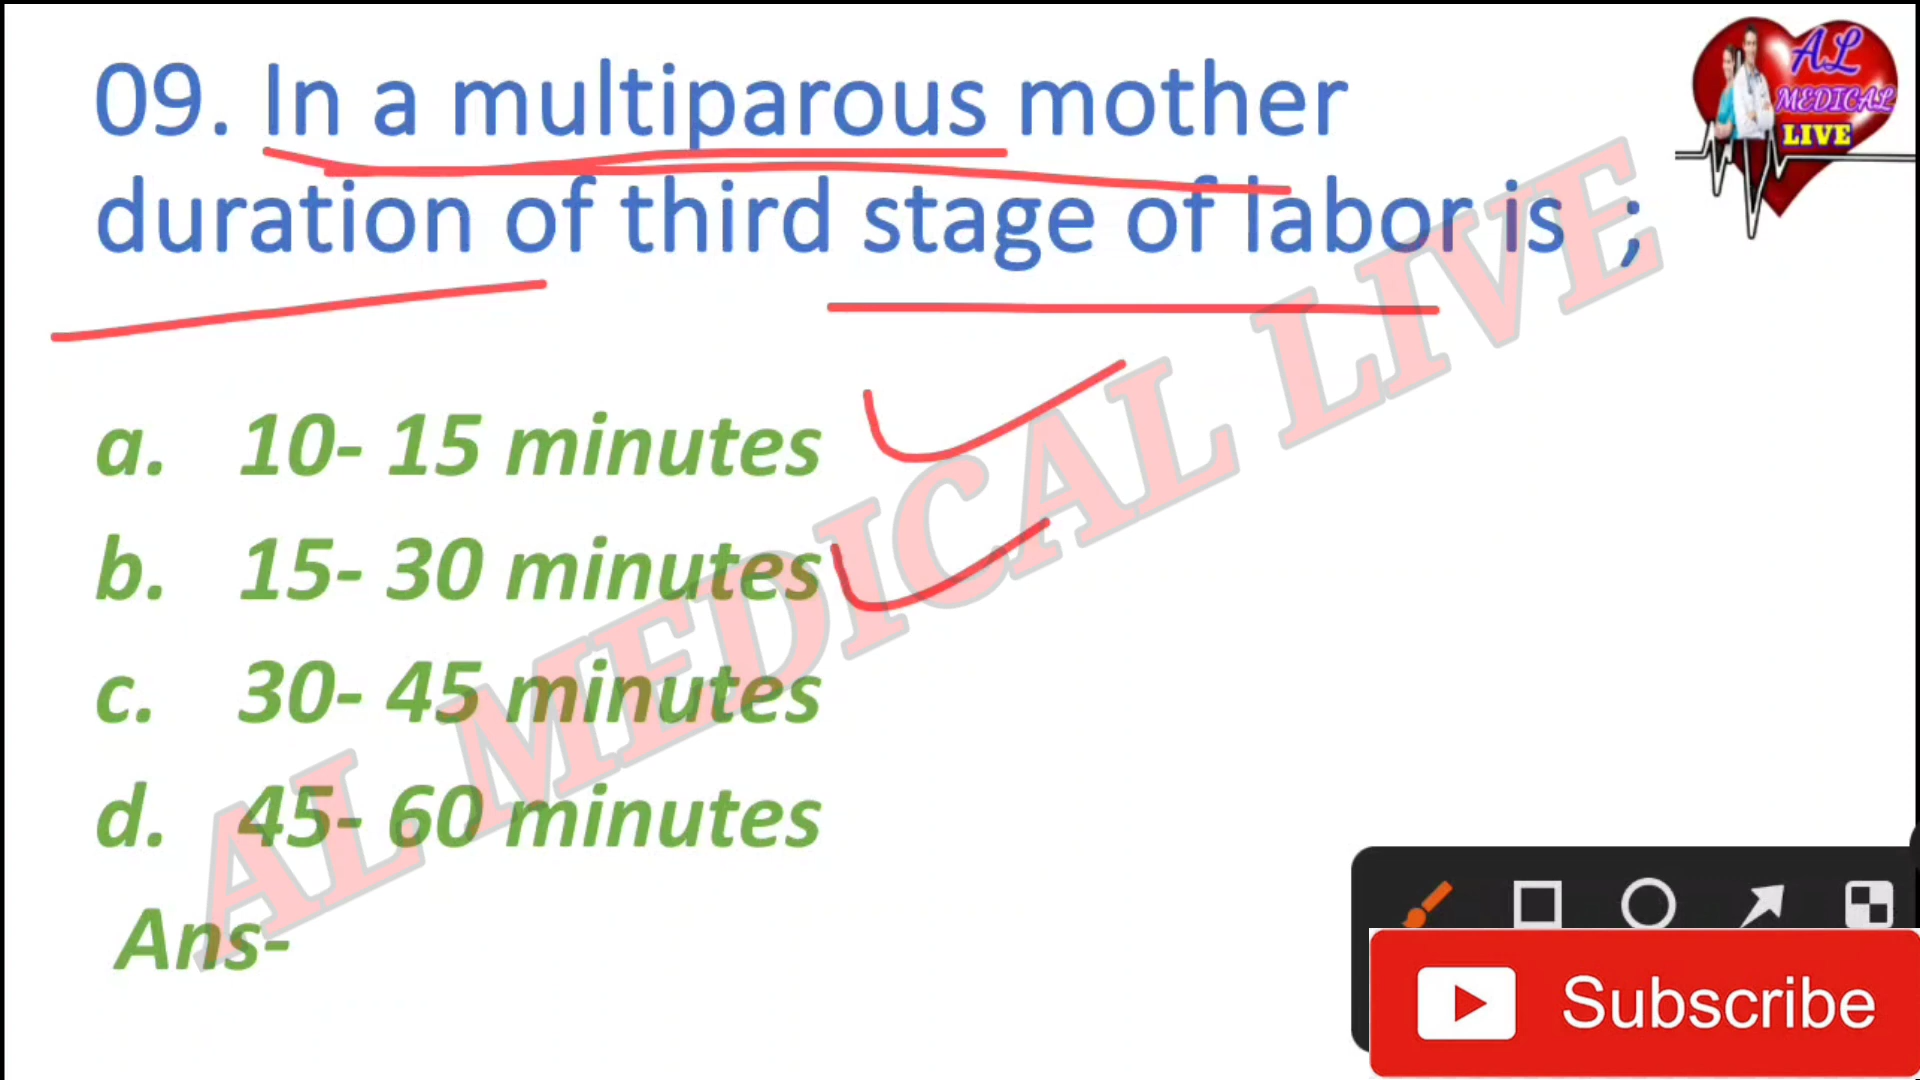 09. In a multiparous mother
duration of third stage of labor is ;
a. 10- 15 minutes
b. 15- 30 minutes
c. 30- 45 minutes
d. 45- 60 minutes
Ans-
AL MEDICAL LIVE
AL
MEDICAL
LIVE
Subscribe